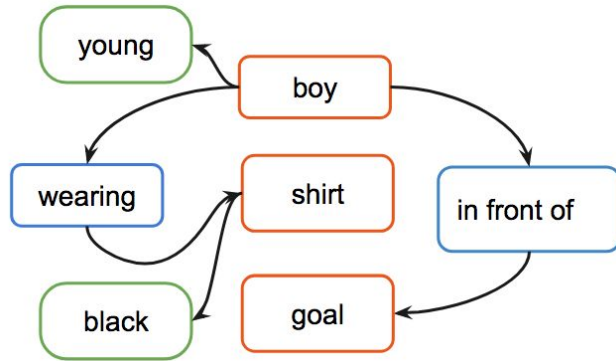 young
boy
wearing
shirt
in front of
black
goal